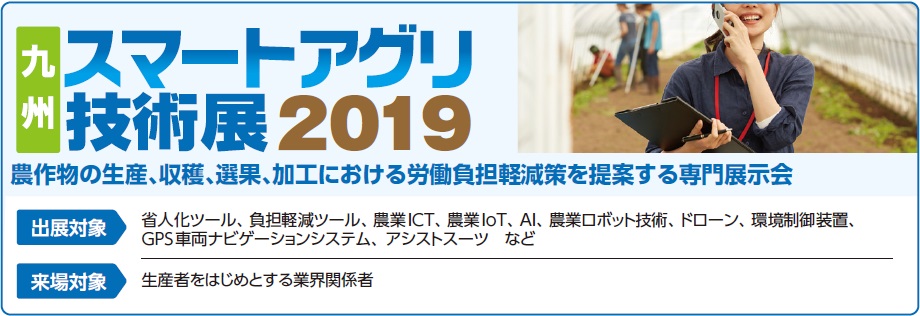 九州
スマートアグリ
技術展2019
農作物の生産、収穫、選果、加工における労働負担軽減策を提案する専門展示会
出展対象
省人化ツール、負担軽減ツール、農業ICT、農業IoT、AI、農業ロボット技術、ドローン、環境制御装置、
GPS車両ナビゲーションシステム、アシストスーツ　など
来場対象
生産者をはじめとする業界関係者